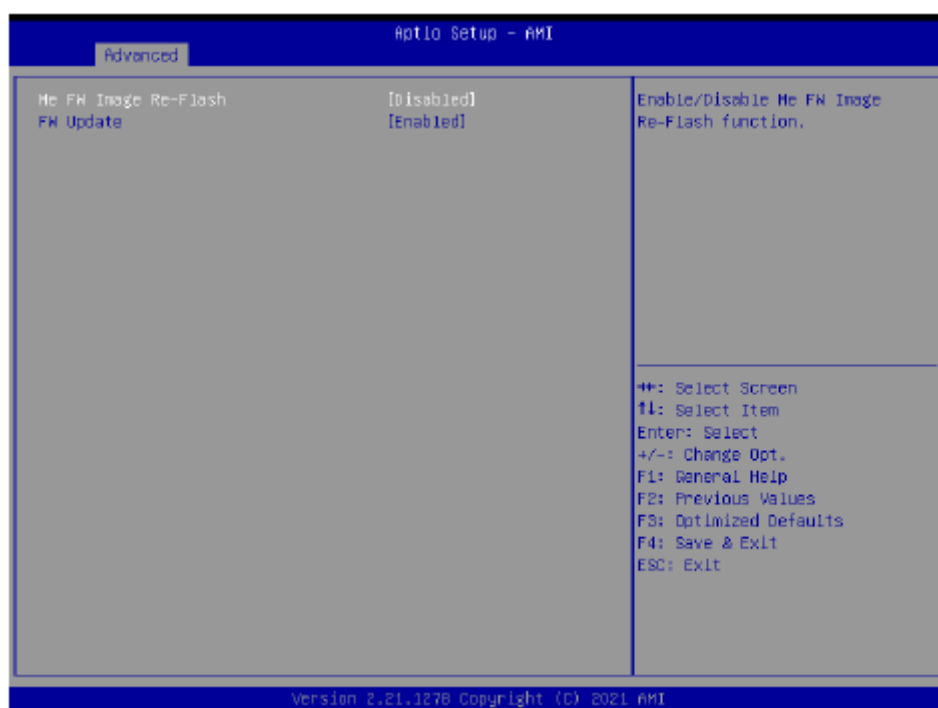 Aptio Setup - AMI
Advanced
Me FW Image Re-Flash [Disabled]
FW Update [Enabled]
Enable/Disable Me FW Image
Re-Flash function.
→←: Select Screen
↑↓: Select Item
Enter: Select
+/-: Change Opt.
F1: General Help
F2: Previous Values
F3: Optimized Defaults
F4: Save & Exit
ESC: Exit
Version 2.21.1278 Copyright (C) 2021 AMI